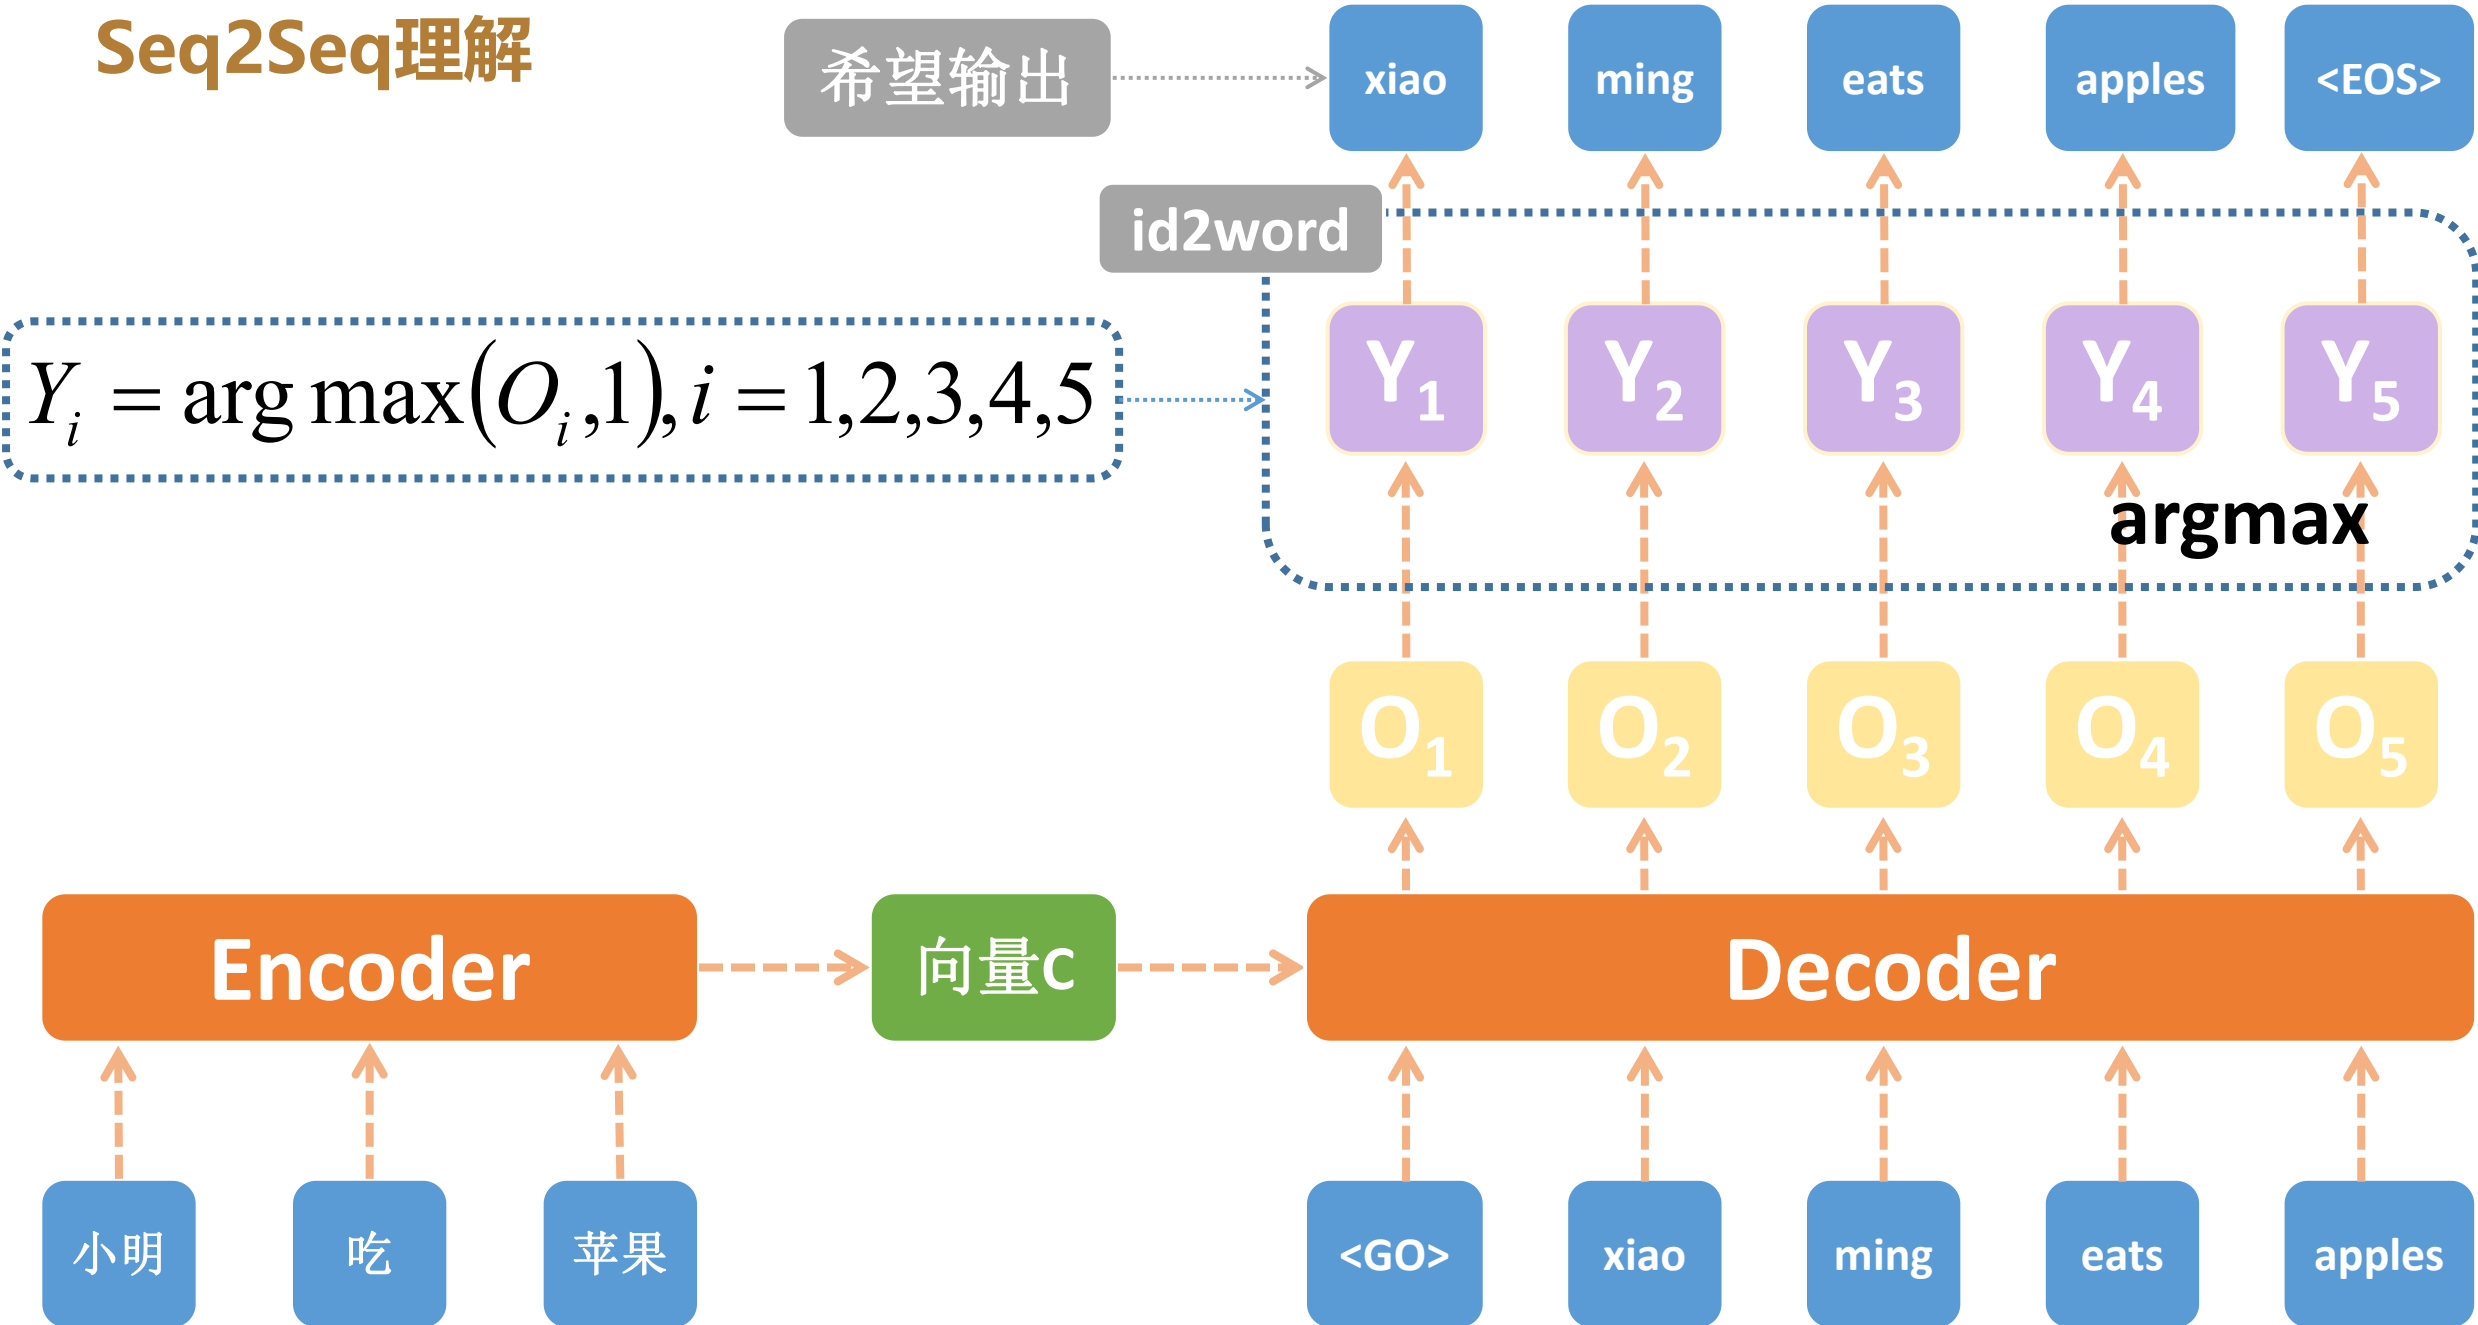 Seq2Seq理解
希望输出
xiao
ming
eats
apples
<EOS>
id2word
Y_i = arg max(O_i,1), i = 1,2,3,4,5
Y1
Y2
Y3
Y4
Y5
argmax
O1
O2
O3
O4
O5
Encoder
向量C
Decoder
小明
吃
苹果
<GO>
xiao
ming
eats
apples